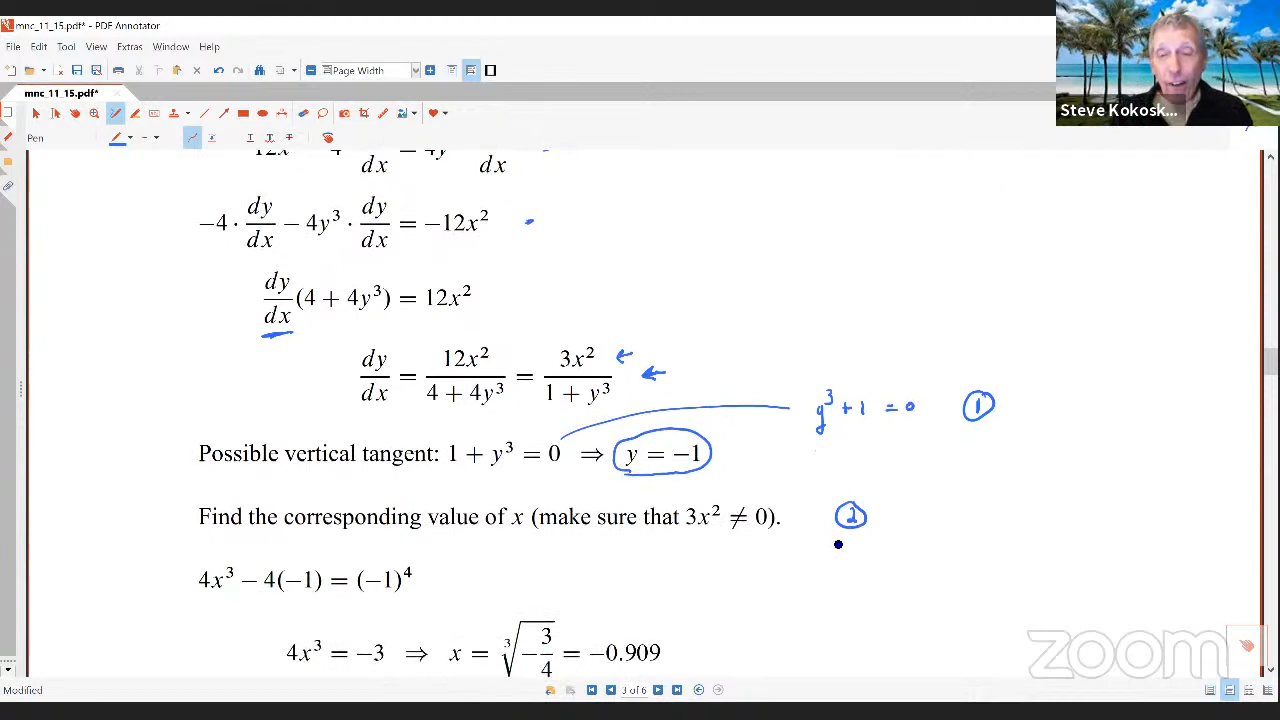 mnc_11_15.pdf* - PDF Annotator
File Edit Tool View Extras Window Help
Page Width
mnc_11_15.pdf*
Pen
Steve Kokosk...
dx = 4y dx
−4 · dy/dx − 4y³ · dy/dx = −12x²
dy/dx (4 + 4y³) = 12x²
dy/dx = 12x²/(4 + 4y³) = 3x²/(1 + y³)
y³ + 1 = 0 ①
Possible vertical tangent: 1 + y³ = 0 ⇒ y = −1
Find the corresponding value of x (make sure that 3x² ≠ 0). ②
4x³ − 4(−1) = (−1)⁴
4x³ = −3 ⇒ x = ∛(−3/4) = −0.909
zoom
Modified
3 of 6